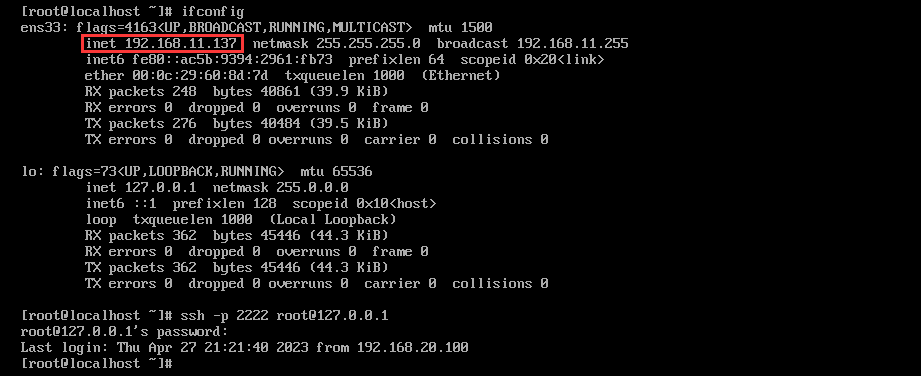 [root@localhost ~]# ifconfig
ens33: flags=4163<UP,BROADCAST,RUNNING,MULTICAST>  mtu 1500
        inet 192.168.11.137  netmask 255.255.255.0  broadcast 192.168.11.255
        inet6 fe80::ac5b:9394:2961:fb73  prefixlen 64  scopeid 0x20<link>
        ether 00:0c:29:60:8d:7d  txqueuelen 1000  (Ethernet)
        RX packets 248  bytes 40861 (39.9 KiB)
        RX errors 0  dropped 0  overruns 0  frame 0
        TX packets 276  bytes 40484 (39.5 KiB)
        TX errors 0  dropped 0 overruns 0  carrier 0  collisions 0

lo: flags=73<UP,LOOPBACK,RUNNING>  mtu 65536
        inet 127.0.0.1  netmask 255.0.0.0
        inet6 ::1  prefixlen 128  scopeid 0x10<host>
        loop  txqueuelen 1000  (Local Loopback)
        RX packets 362  bytes 45446 (44.3 KiB)
        RX errors 0  dropped 0  overruns 0  frame 0
        TX packets 362  bytes 45446 (44.3 KiB)
        TX errors 0  dropped 0 overruns 0  carrier 0  collisions 0

[root@localhost ~]# ssh -p 2222 root@127.0.0.1
root@127.0.0.1's password:
Last login: Thu Apr 27 21:21:40 2023 from 192.168.20.100
[root@localhost ~]#